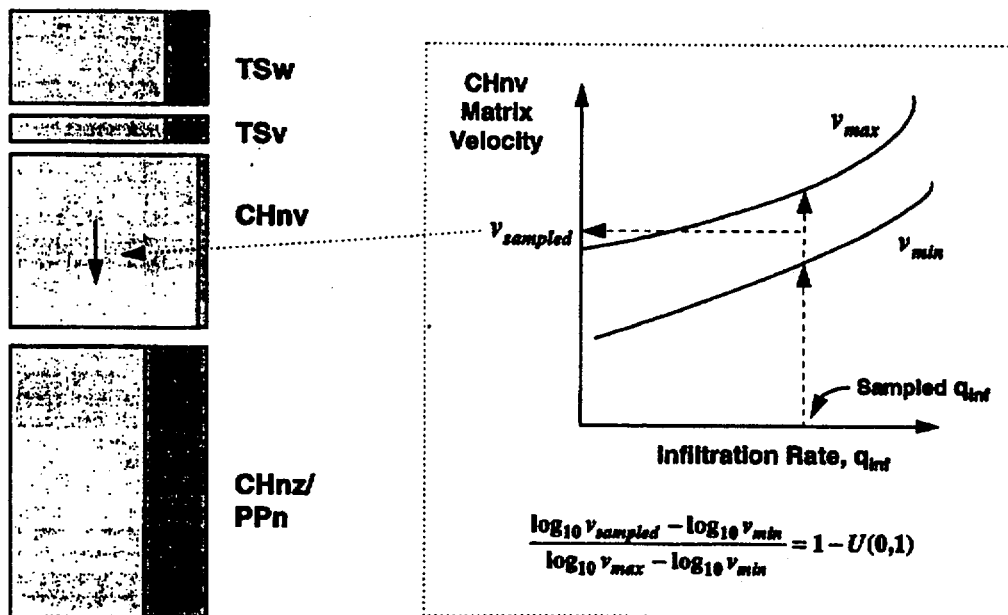 TSw
TSv
CHnv
CHnz/
PPn
CHnv
Matrix
Velocity
v_max
v_min
v_sampled
Sampled q_inf
Infiltration Rate, q_inf
(log₁₀ v_sampled − log₁₀ v_min) / (log₁₀ v_max − log₁₀ v_min) = 1 − U(0,1)